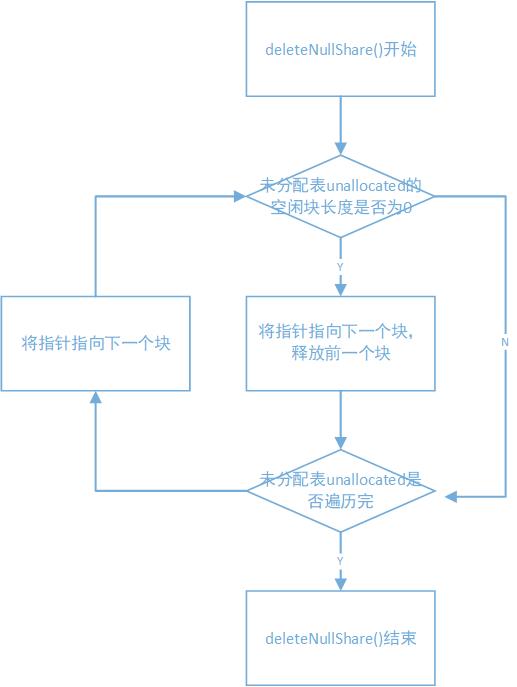 deleteNullShare()开始
未分配表unallocated的
空闲块长度是否为0
Y
将指针指向下一个块
将指针指向下一个块，
释放前一个块
N
未分配表unallocated是
否遍历完
Y
deleteNullShare()结束